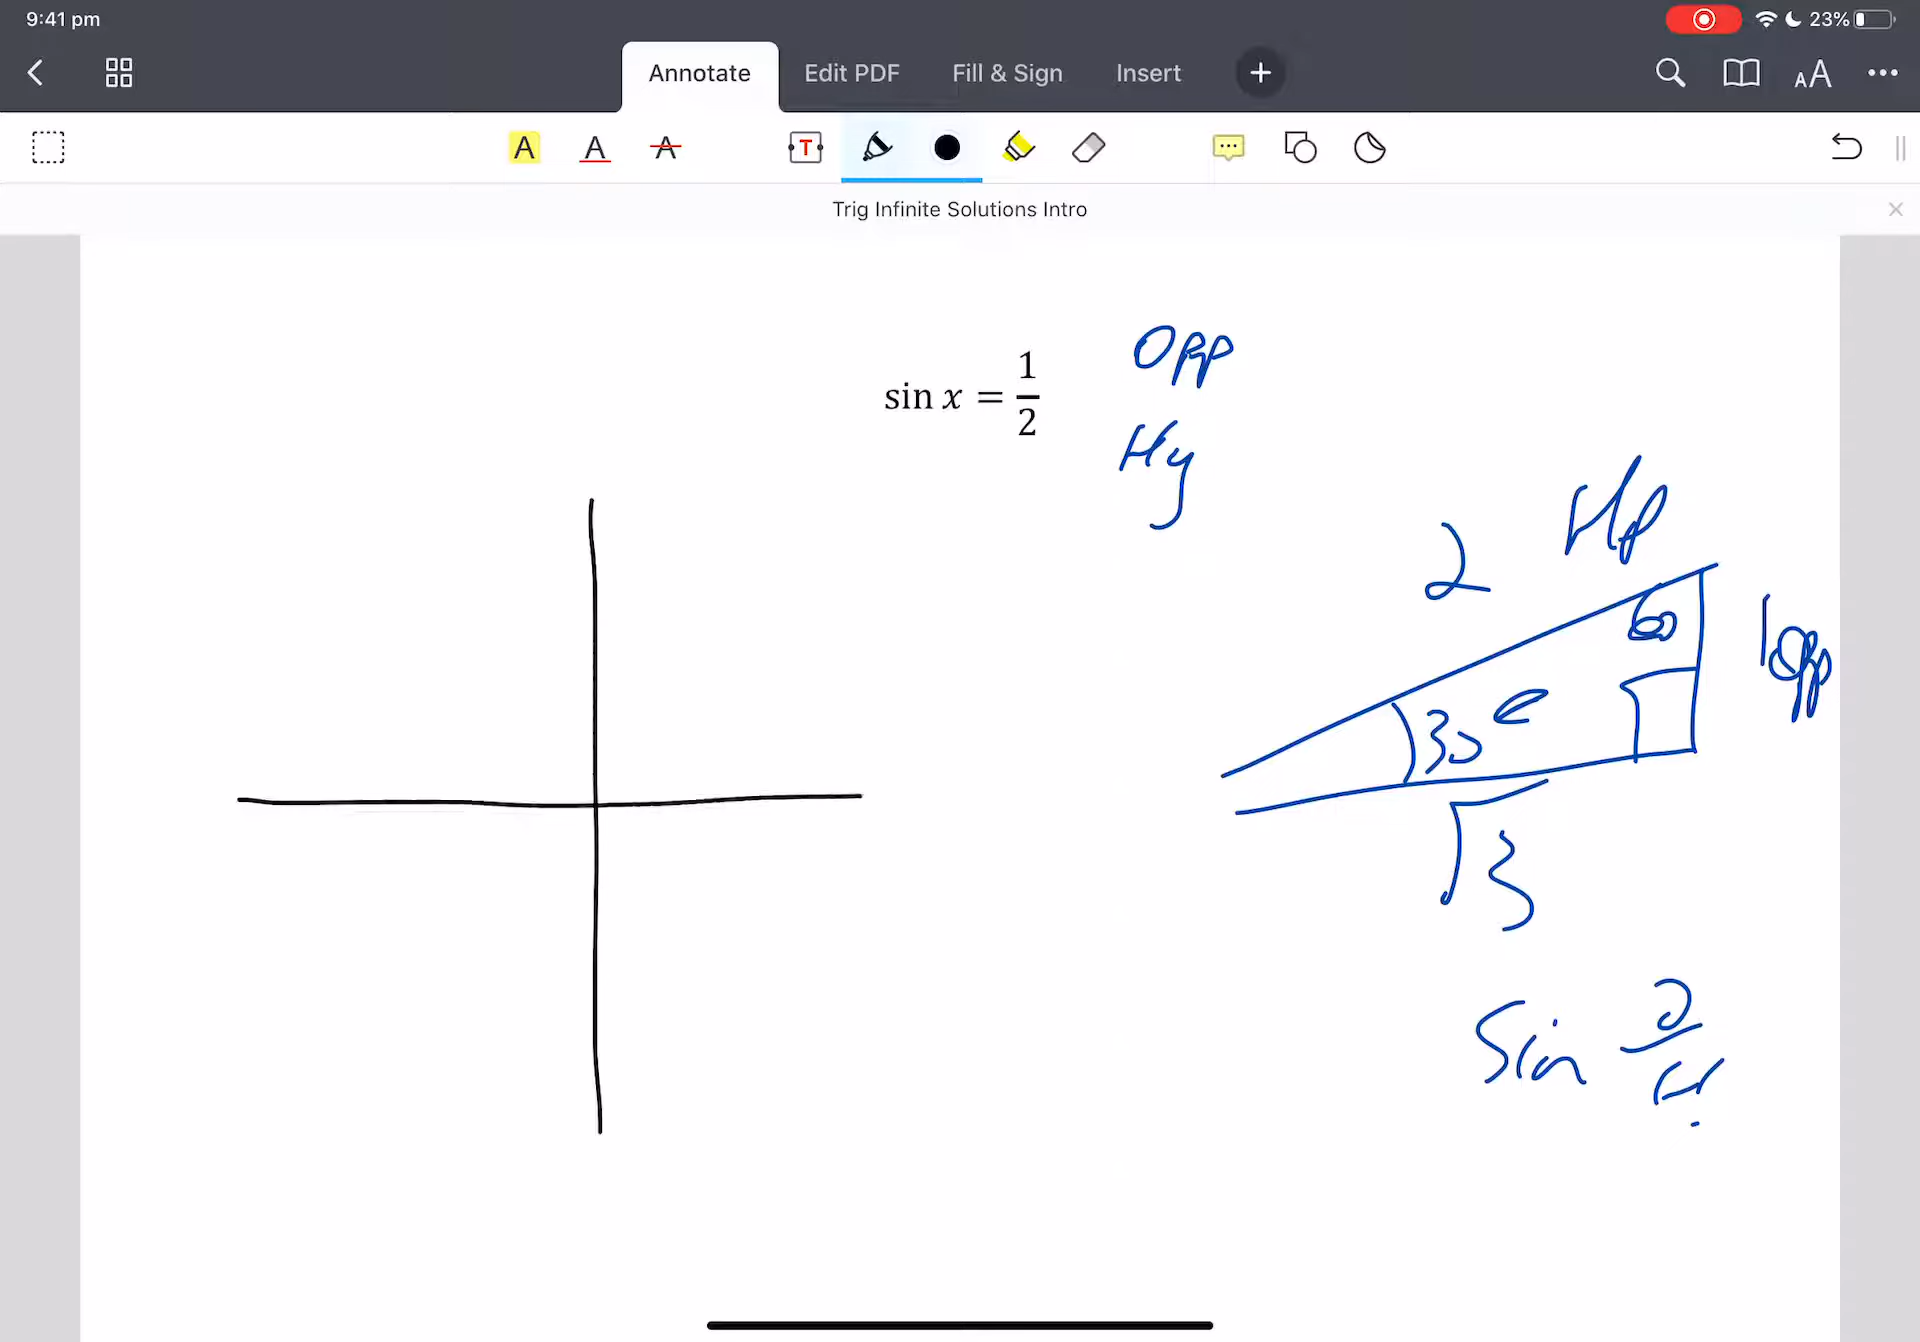 9:41 pm 23%
Annotate Edit PDF Fill & Sign Insert
Trig Infinite Solutions Intro
sin x = 1/2
Opp
Hy
2 Hp
60
1 opp
30
√3
Sin O/H